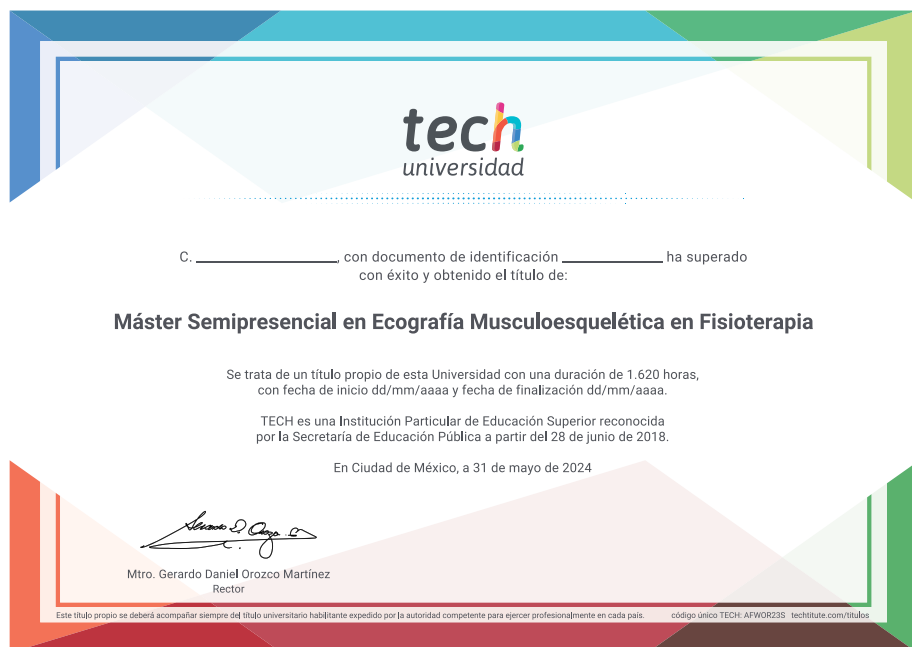 tech
universidad
C. ____________________, con documento de identificación ______________ ha superado
con éxito y obtenido el título de:
Máster Semipresencial en Ecografía Musculoesquelética en Fisioterapia
Se trata de un título propio de esta Universidad con una duración de 1.620 horas,
con fecha de inicio dd/mm/aaaa y fecha de finalización dd/mm/aaaa.
TECH es una Institución Particular de Educación Superior reconocida
por la Secretaría de Educación Pública a partir del 28 de junio de 2018.
En Ciudad de México, a 31 de mayo de 2024
Mtro. Gerardo Daniel Orozco Martínez
Rector
Este título propio se deberá acompañar siempre del título universitario habilitante expedido por la autoridad competente para ejercer profesionalmente en cada país. código único TECH: AFWOR23S techtitute.com/titulos